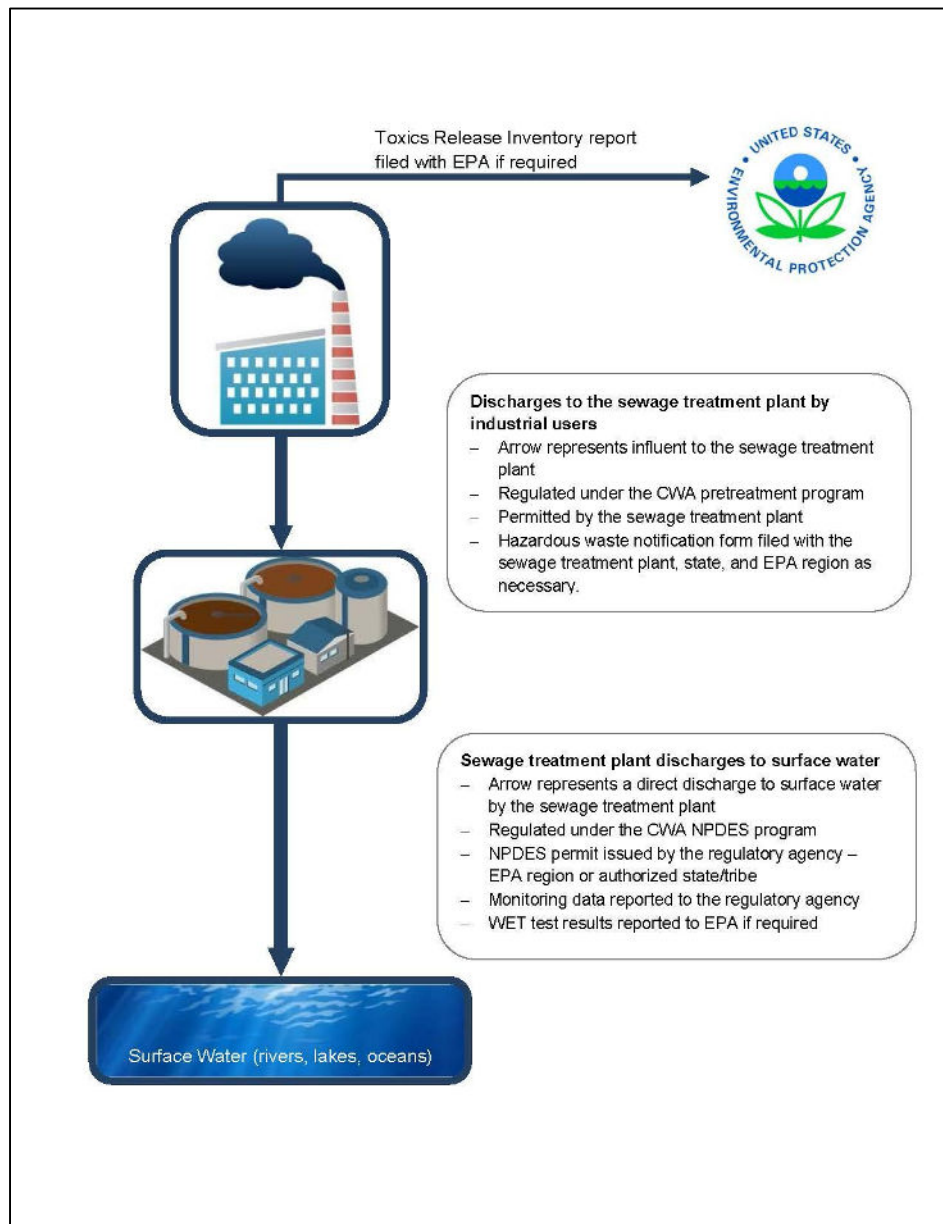 Toxics Release Inventory report
filed with EPA if required
UNITED STATES
ENVIRONMENTAL PROTECTION AGENCY
Discharges to the sewage treatment plant by
industrial users
– Arrow represents influent to the sewage treatment
plant
– Regulated under the CWA pretreatment program
– Permitted by the sewage treatment plant
– Hazardous waste notification form filed with the
sewage treatment plant, state, and EPA region as
necessary.
Sewage treatment plant discharges to surface water
– Arrow represents a direct discharge to surface water
by the sewage treatment plant
– Regulated under the CWA NPDES program
– NPDES permit issued by the regulatory agency –
EPA region or authorized state/tribe
– Monitoring data reported to the regulatory agency
– WET test results reported to EPA if required
Surface Water (rivers, lakes, oceans)